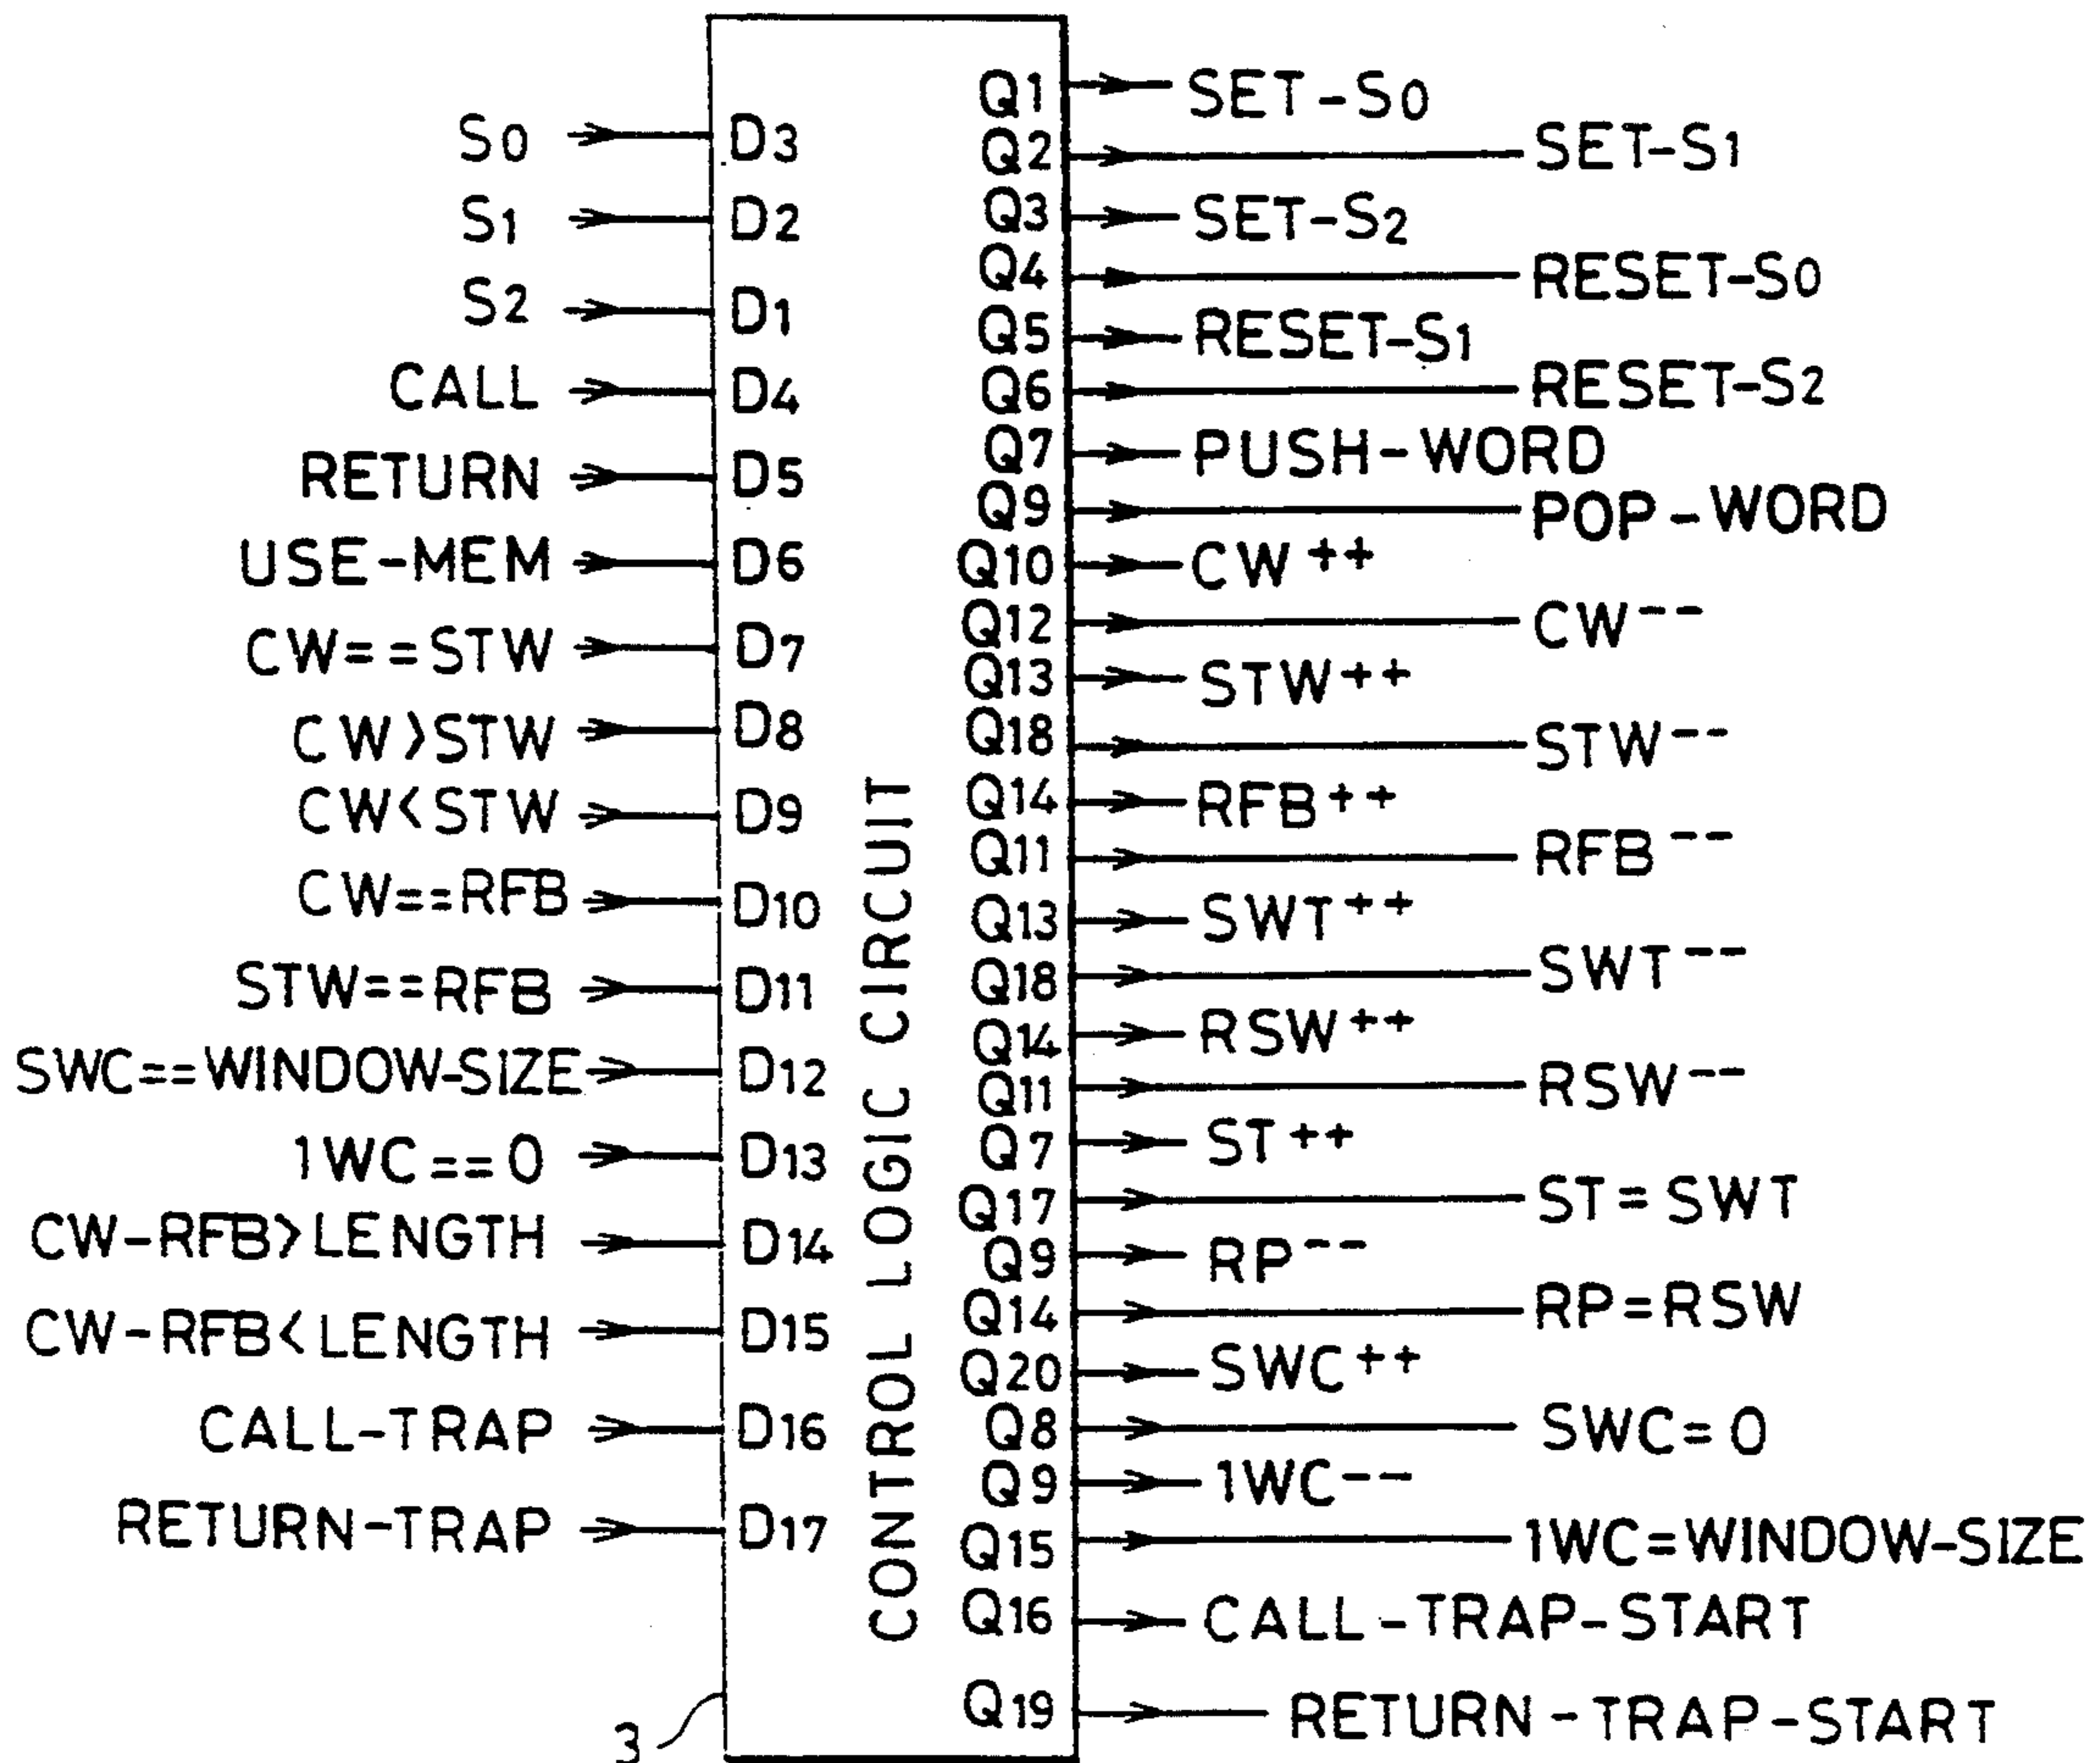 S0 D3
S1 D2
S2 D1
CALL D4
RETURN D5
USE-MEM D6
CW==STW D7
CW>STW D8
CW<STW D9
CW==RFB D10
STW==RFB D11
SWC==WINDOW-SIZE D12
1WC==0 D13
CW-RFB>LENGTH D14
CW-RFB<LENGTH D15
CALL-TRAP D16
RETURN-TRAP D17
3
CONTROL LOGIC CIRCUIT
Q1 SET-S0
Q2 SET-S1
Q3 SET-S2
Q4 RESET-S0
Q5 RESET-S1
Q6 RESET-S2
Q7 PUSH-WORD
Q9 POP-WORD
Q10 CW++
Q12 CW--
Q13 STW++
Q18 STW--
Q14 RFB++
Q11 RFB--
Q13 SWT++
Q18 SWT--
Q14 RSW++
Q11 RSW--
Q7 ST++
Q17 ST=SWT
Q9 RP--
Q14 RP=RSW
Q20 SWC++
Q8 SWC=0
Q9 1WC--
Q15 1WC=WINDOW-SIZE
Q16 CALL-TRAP-START
Q19 RETURN-TRAP-START